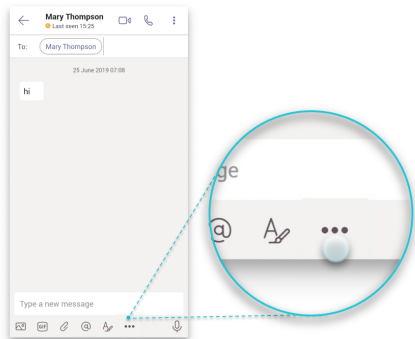 Mary Thompson
Last seen 15:25
To: Mary Thompson
25 June 2019 07:08
hi
Type a new message
GIF @ A
ge
@ A